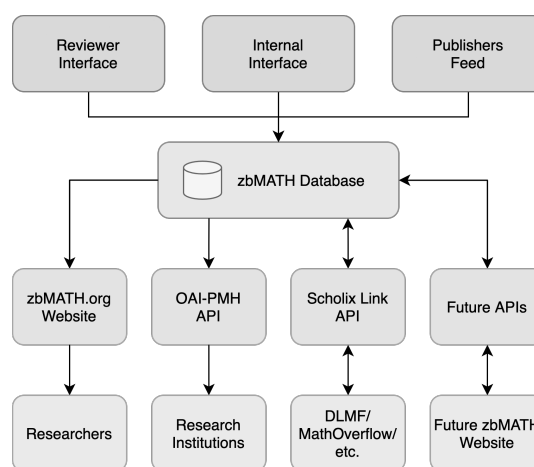 Reviewer
Interface
Internal
Interface
Publishers
Feed
zbMATH Database
zbMATH.org
Website
OAI-PMH
API
Scholix Link
API
Future APIs
Researchers
Research
Institutions
DLMF/
MathOverflow/
etc.
Future zbMATH
Website